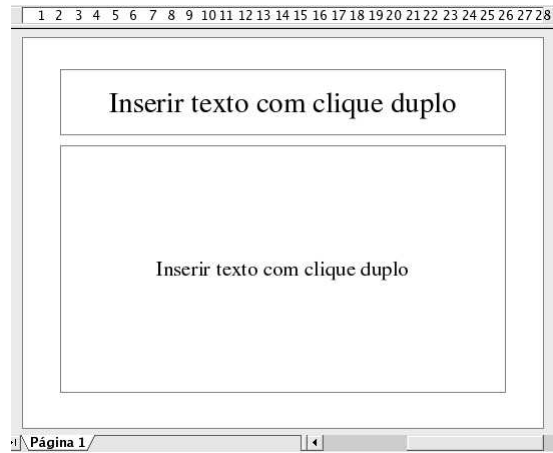 1 2 3 4 5 6 7 8 9 10 11 12 13 14 15 16 17 18 19 20 21 22 23 24 25 26 27 28
Inserir texto com clique duplo
Inserir texto com clique duplo
Página 1